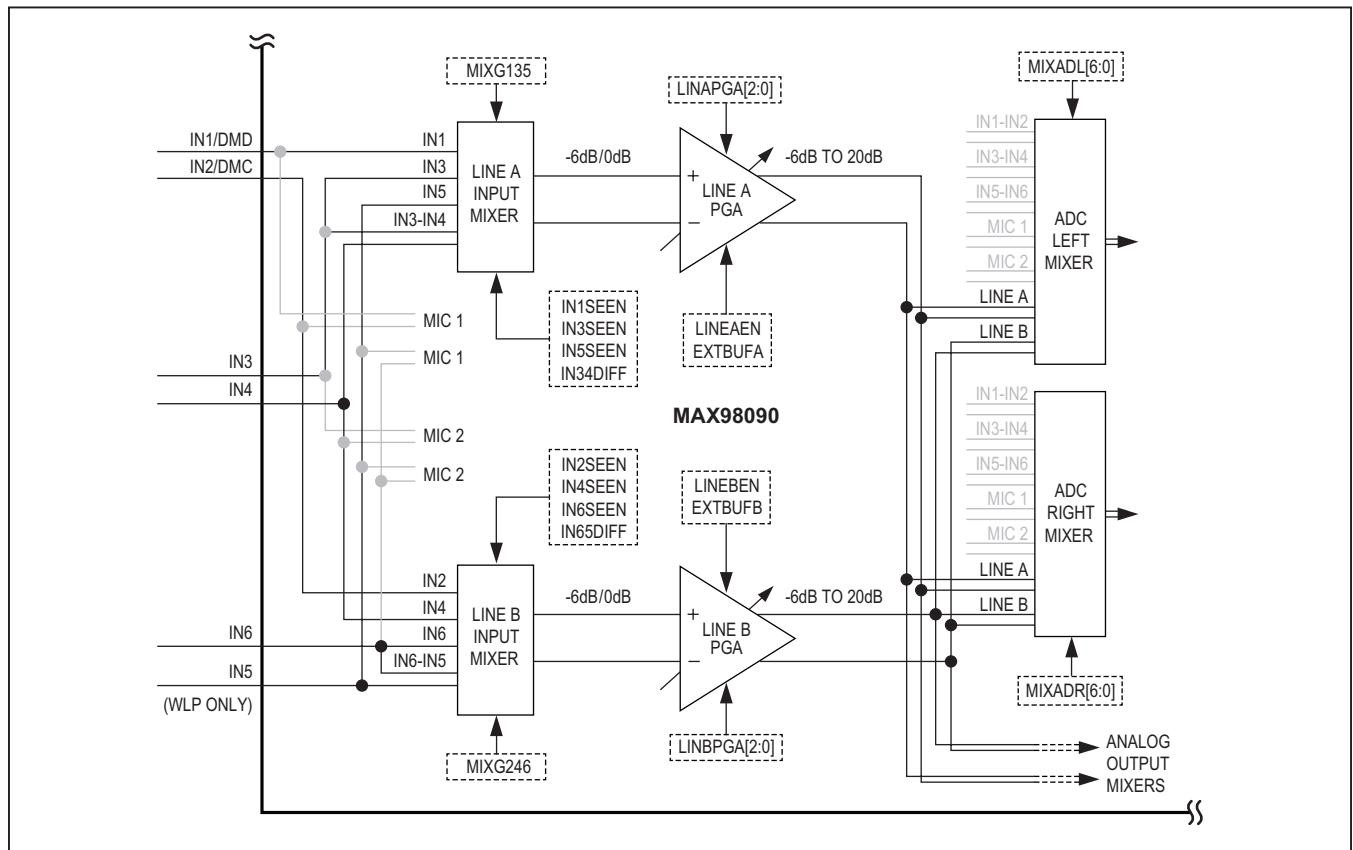 MIXG135
LINAPGA[2:0]
MIXADL[6:0]
IN1/DMD
IN2/DMC
IN3
IN4
IN6
IN5
(WLP ONLY)
IN1
IN3
IN5
IN3-IN4
LINE A
INPUT
MIXER
-6dB/0dB
+
−
LINE A
PGA
-6dB TO 20dB
IN1SEEN
IN3SEEN
IN5SEEN
IN34DIFF
LINEAEN
EXTBUFA
MIC 1
MIC 1
MIC 2
MIC 2
MAX98090
IN2SEEN
IN4SEEN
IN6SEEN
IN65DIFF
LINEBEN
EXTBUFB
IN2
IN4
IN6
IN6-IN5
LINE B
INPUT
MIXER
-6dB/0dB
+
−
LINE B
PGA
-6dB TO 20dB
MIXG246
LINBPGA[2:0]
IN1-IN2
IN3-IN4
IN5-IN6
MIC 1
MIC 2
LINE A
LINE B
ADC
LEFT
MIXER
IN1-IN2
IN3-IN4
IN5-IN6
MIC 1
MIC 2
LINE A
LINE B
ADC
RIGHT
MIXER
MIXADR[6:0]
ANALOG
OUTPUT
MIXERS